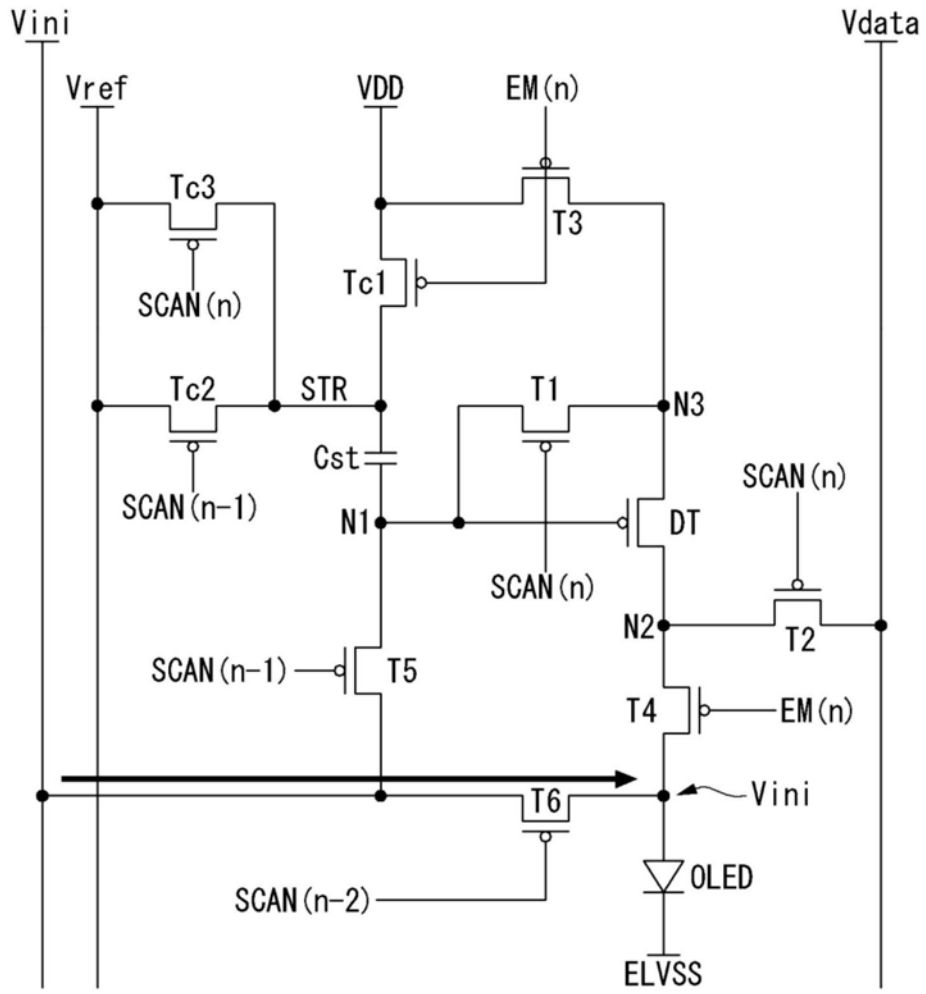 Vini
Vdata
Vref
VDD
EM(n)
Tc3
T3
Tc1
SCAN(n)
Tc2
STR
T1
N3
Cst
SCAN(n-1)
SCAN(n)
N1
DT
SCAN(n)
N2
T2
SCAN(n-1)
T5
T4
EM(n)
T6
Vini
OLED
SCAN(n-2)
ELVSS